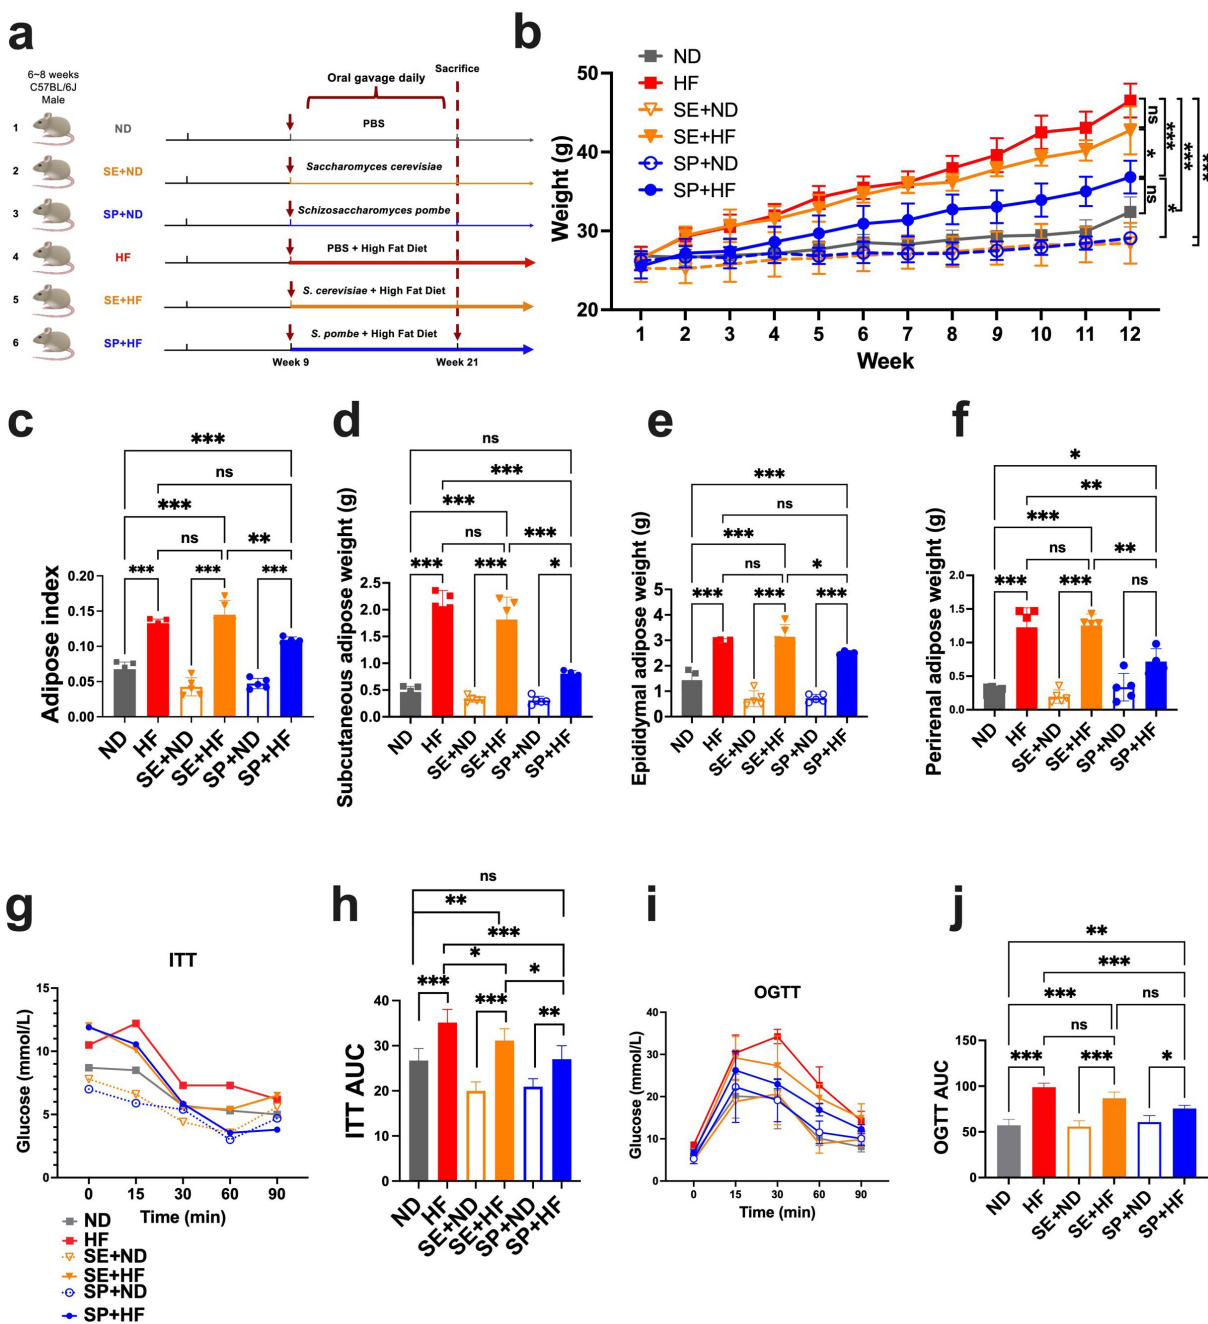 a
6~8 weeks
C57BL/6J
Male
Oral gavage daily
Sacrifice
1 ND PBS
2 SE+ND Saccharomyces cerevisiae
3 SP+ND Schizosaccharomyces pombe
4 HF PBS + High Fat Diet
5 SE+HF S. cerevisiae + High Fat Diet
6 SP+HF S. pombe + High Fat Diet
Week 9 Week 21
b
ND
HF
SE+ND
SE+HF
SP+ND
SP+HF
Weight (g)
50
40
30
20
1 2 3 4 5 6 7 8 9 10 11 12
Week
ns
*
ns
***
*
***
***
c
***
ns
***
ns **
*** *** ***
Adipose index
0.20
0.15
0.10
0.05
0.00
ND HF SE+ND SE+HF SP+ND SP+HF
d
ns
***
***
ns ***
*** *** *
Subcutaneous adipose weight (g)
2.5
2.0
1.5
1.0
0.5
0.0
ND HF SE+ND SE+HF SP+ND SP+HF
e
***
ns
***
ns *
*** *** ***
Epididymal adipose weight (g)
5
4
3
2
1
0
ND HF SE+ND SE+HF SP+ND SP+HF
f
*
**
***
ns **
*** *** ns
Perirenal adipose weight (g)
2.0
1.5
1.0
0.5
0.0
ND HF SE+ND SE+HF SP+ND SP+HF
g
ITT
Glucose (mmol/L)
15
10
5
0
0 15 30 60 90
Time (min)
ND
HF
SE+ND
SE+HF
SP+ND
SP+HF
h
ns
**
***
*
*
*** *** **
ITT AUC
40
30
20
10
0
ND HF SE+ND SE+HF SP+ND SP+HF
i
OGTT
Glucose (mmol/L)
40
30
20
10
0
0 15 30 60 90
Time (min)
j
**
***
*** ns
ns
*** *** *
OGTT AUC
150
100
50
0
ND HF SE+ND SE+HF SP+ND SP+HF